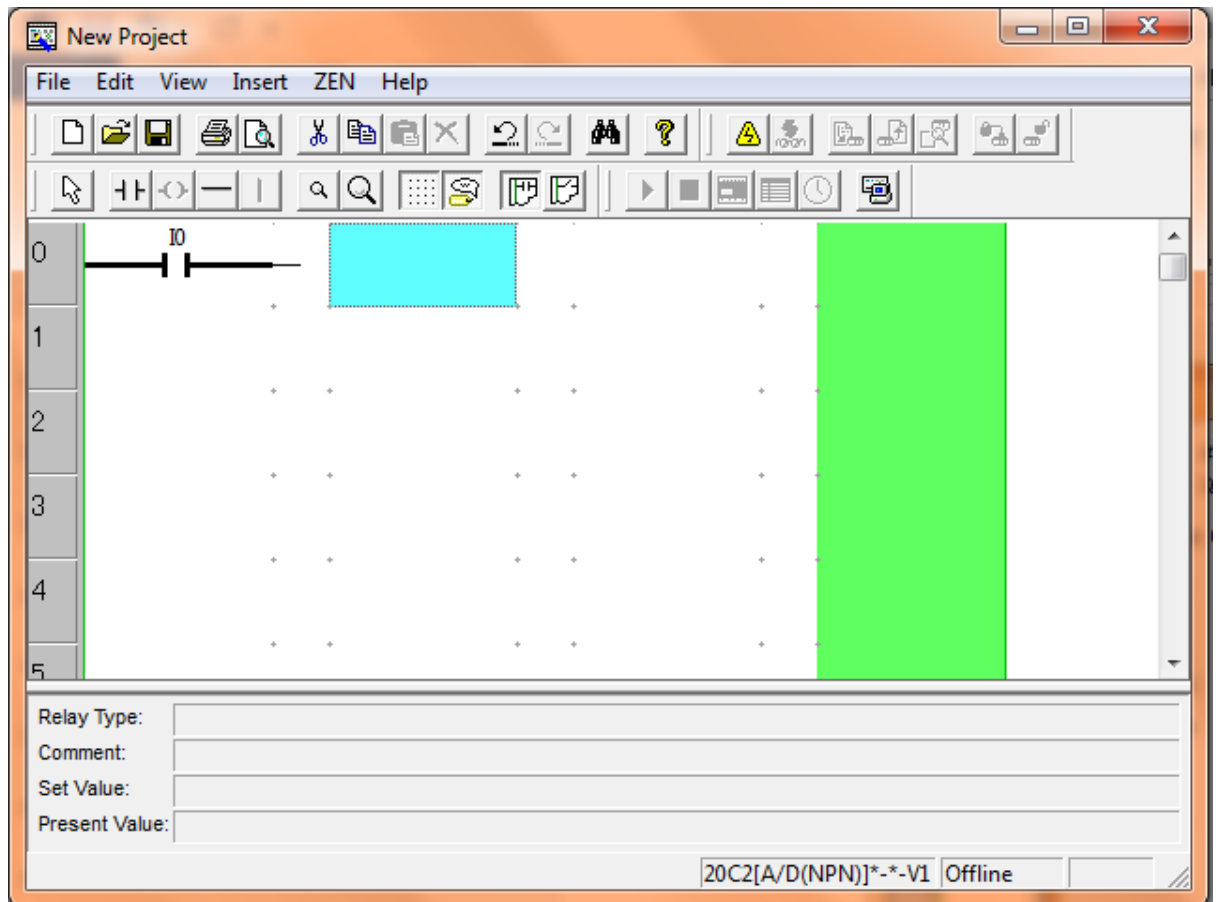 New Project
File Edit View Insert ZEN Help
0
I0
1
2
3
4
5
Relay Type:
Comment:
Set Value:
Present Value:
20C2[A/D(NPN)]*-*-V1 Offline